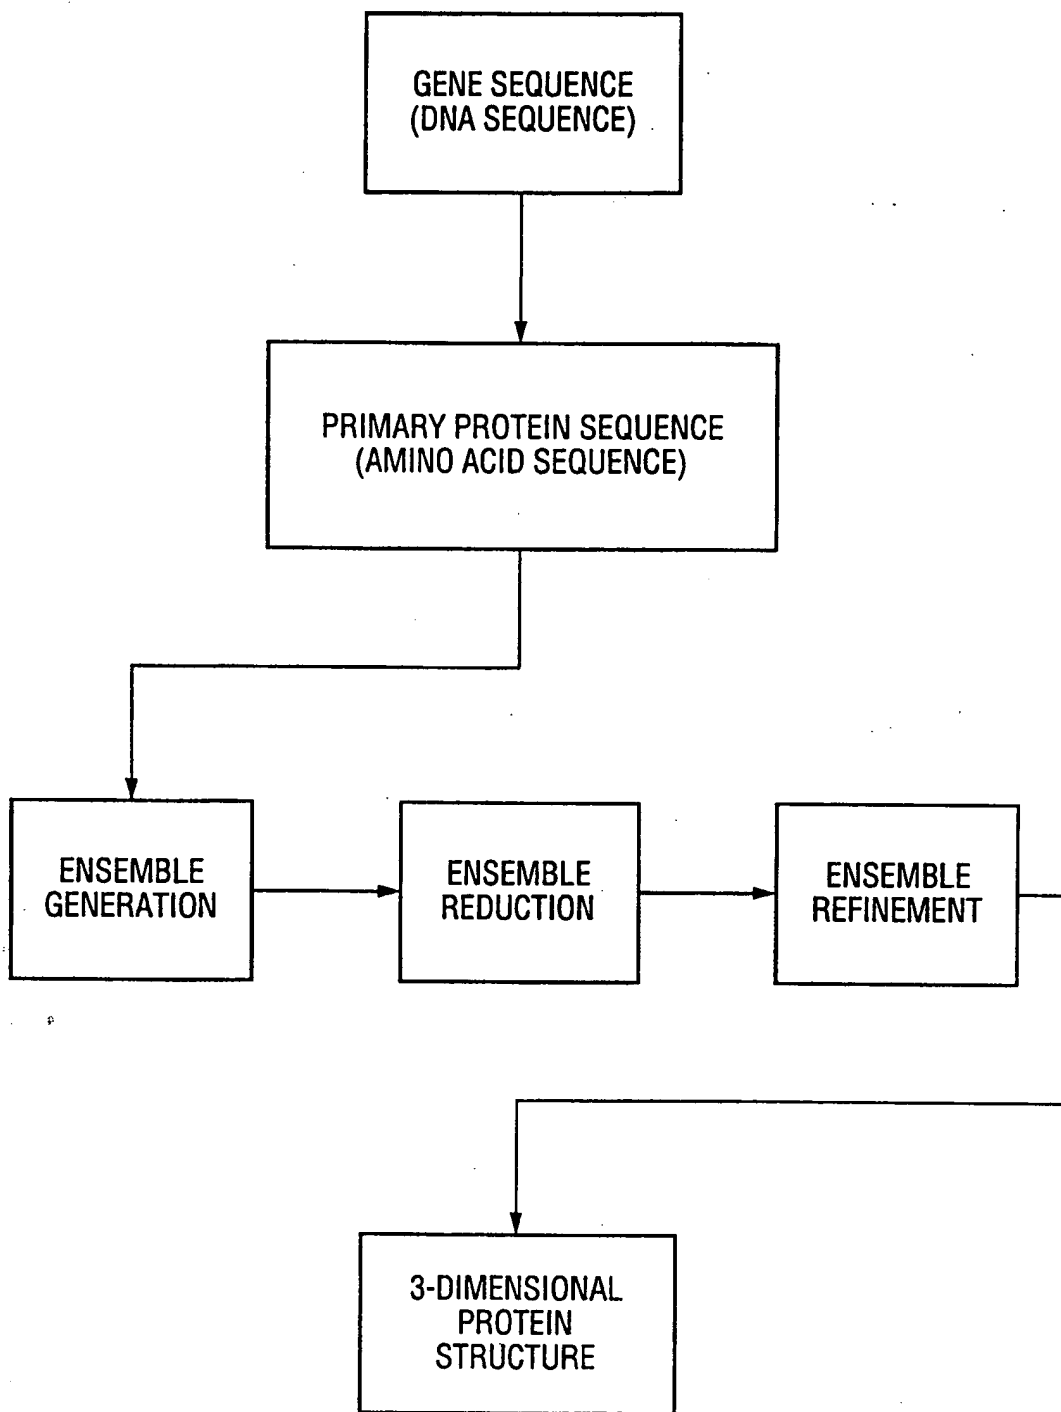 GENE SEQUENCE
(DNA SEQUENCE)
PRIMARY PROTEIN SEQUENCE
(AMINO ACID SEQUENCE)
ENSEMBLE
GENERATION
ENSEMBLE
REDUCTION
ENSEMBLE
REFINEMENT
3-DIMENSIONAL
PROTEIN
STRUCTURE